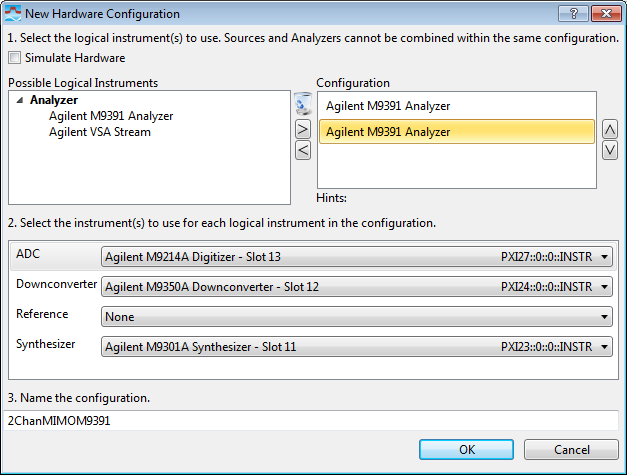 New Hardware Configuration
1. Select the logical instrument(s) to use. Sources and Analyzers cannot be combined within the same configuration.
Simulate Hardware
Possible Logical Instruments
Analyzer
Agilent M9391 Analyzer
Agilent VSA Stream
Configuration
Agilent M9391 Analyzer
Agilent M9391 Analyzer
Hints:
2. Select the instrument(s) to use for each logical instrument in the configuration.
ADC Agilent M9214A Digitizer - Slot 13 PXI27::0::0::INSTR
Downconverter Agilent M9350A Downconverter - Slot 12 PXI24::0::0::INSTR
Reference None
Synthesizer Agilent M9301A Synthesizer - Slot 11 PXI23::0::0::INSTR
3. Name the configuration.
2ChanMIMOM9391
OK Cancel